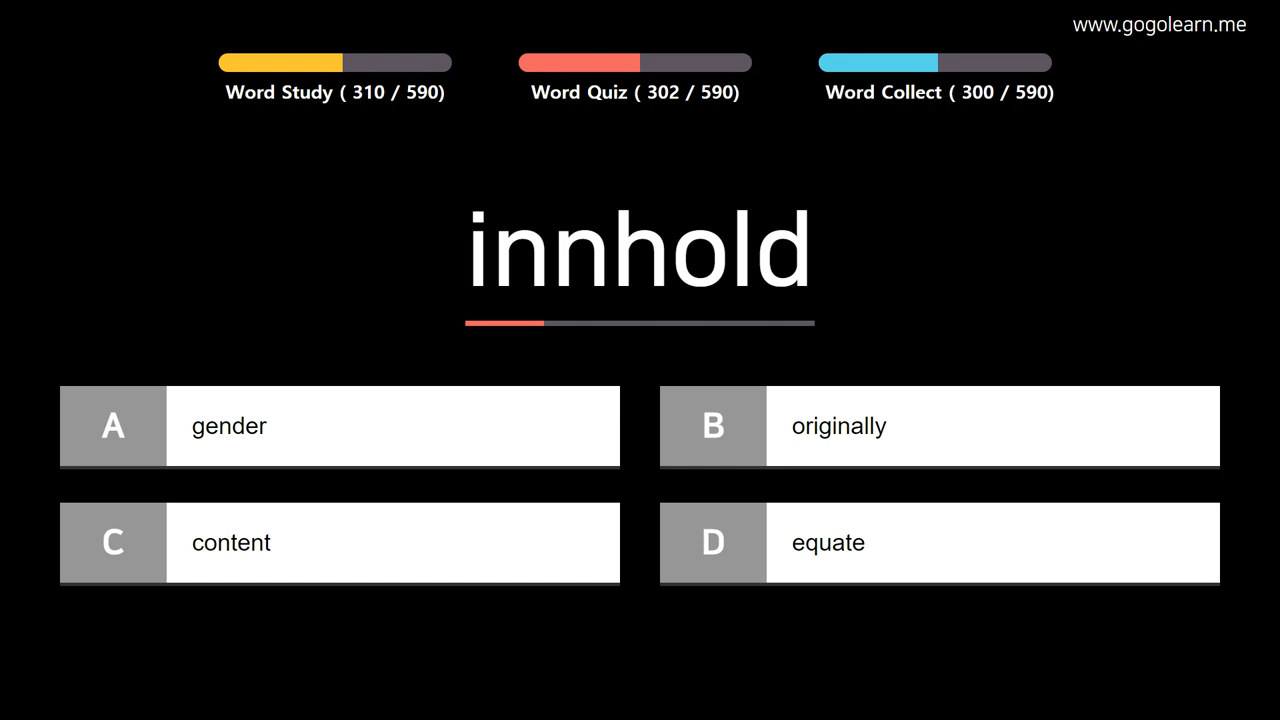 www.gogolearn.me
Word Study ( 310 / 590)
Word Quiz ( 302 / 590)
Word Collect ( 300 / 590)
innhold
A gender
B originally
C content
D equate